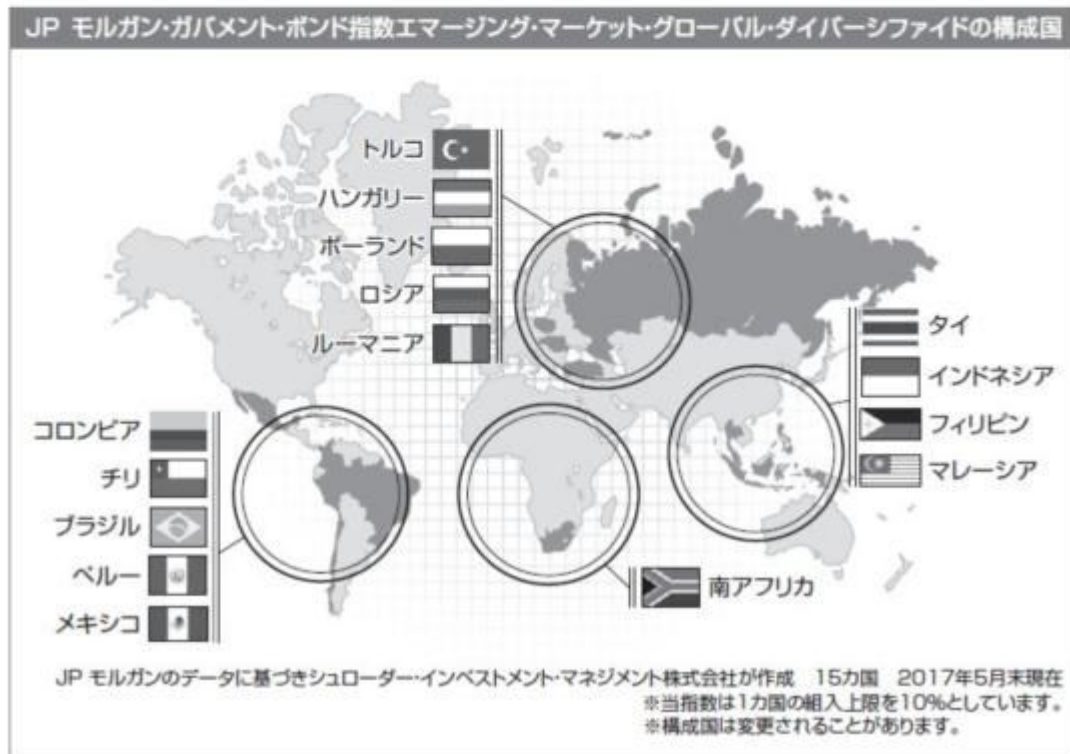 JP モルガン・ガバメント・ボンド指数エマージング・マーケット・グローバル・ダイバーシファイドの構成国
トルコ
ハンガリー
ポーランド
ロシア
ルーマニア
タイ
インドネシア
フィリピン
マレーシア
コロンビア
チリ
ブラジル
ペルー
メキシコ
南アフリカ
JP モルガンのデータに基づきシュローダー・インベストメント・マネジメント株式会社が作成 15カ国 2017年5月末現在
※当指数は1カ国の組入上限を10%としています。
※構成国は変更されることがあります。